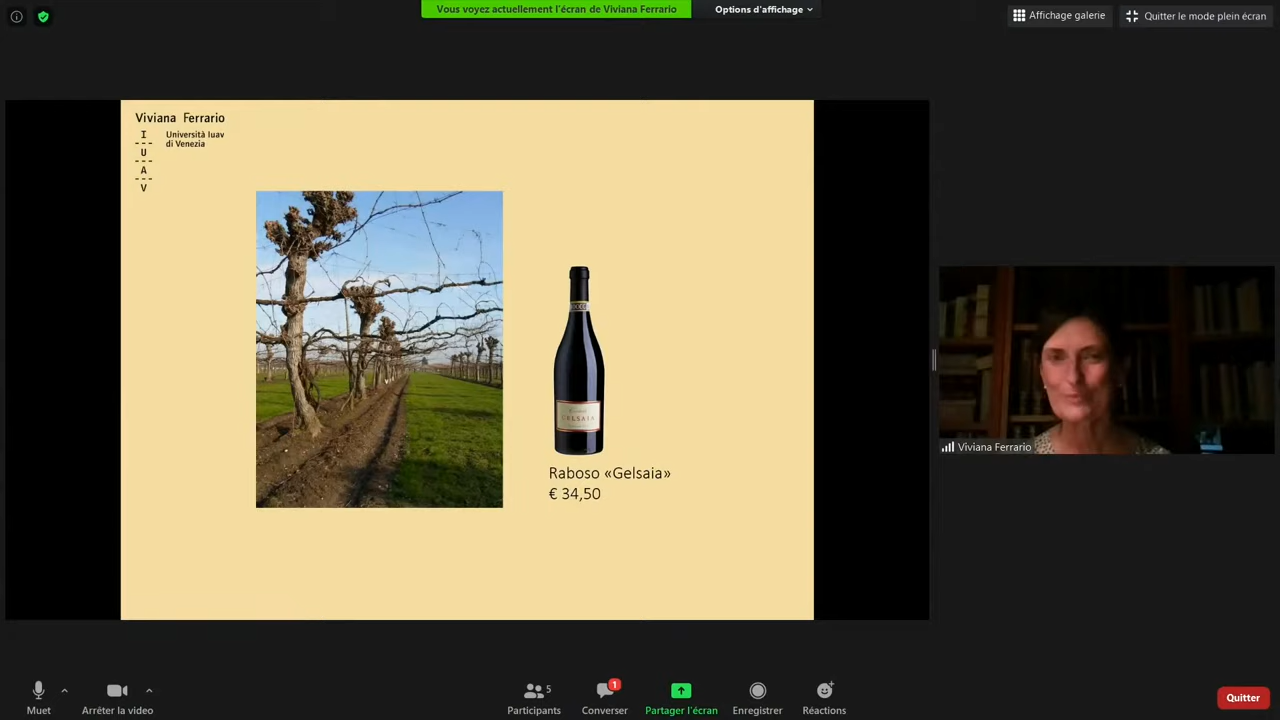 Vous voyez actuellement l'écran de Viviana Ferrario
Options d'affichage
Affichage galerie
Quitter le mode plein écran
Viviana Ferrario
I
U
A
V
Università Iuav
di Venezia
GELSAIA
Raboso «Gelsaia»
€ 34,50
Viviana Ferrario
Muet
Arrêter la video
5
Participants
1
Converser
Partager l'écran
Enregistrer
Réactions
Quitter